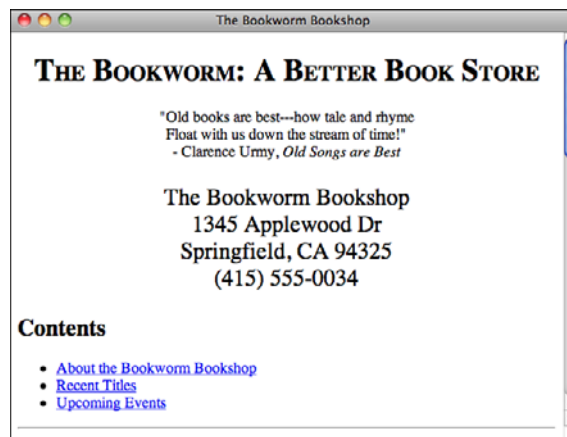 The Bookworm Bookshop
The Bookworm: A Better Book Store
"Old books are best---how tale and rhyme
Float with us down the stream of time!"
- Clarence Urmy, Old Songs are Best
The Bookworm Bookshop
1345 Applewood Dr
Springfield, CA 94325
(415) 555-0034
Contents
About the Bookworm Bookshop
Recent Titles
Upcoming Events